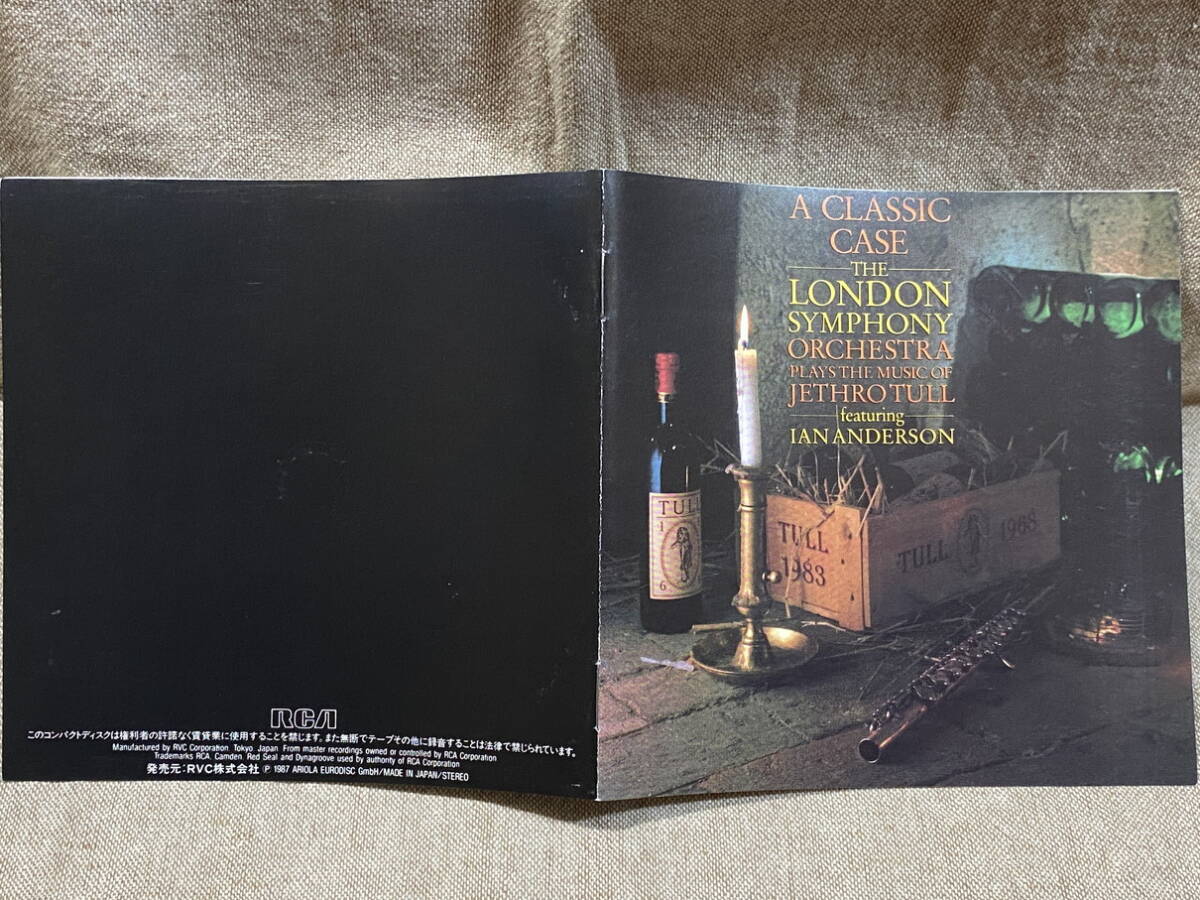 RCA
このコンパクトディスクは権利者の許諾なく賃貸業に使用することを禁じます。また無断でテープその他に録音することは法律で禁じられています。
Manufactured by RVC Corporation. Tokyo. Japan. From master recordings owned or controlled by RCA Corporation
Trademarks RCA. Camden. Red Seal and Dynagroove used by authority of RCA Corporation
発売元:RVC株式会社 ℗ 1987 ARIOLA EURODISC GmbH/MADE IN JAPAN/STEREO
A CLASSIC
CASE
THE
LONDON
SYMPHONY
ORCHESTRA
PLAYS THE MUSIC OF
JETHRO TULL
featuring
IAN ANDERSON
TULL
TULL
1983
TULL